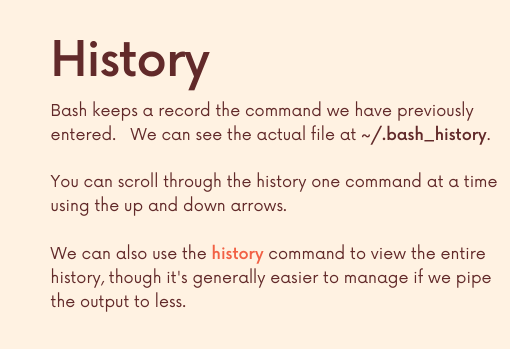 History
Bash keeps a record the command we have previously
entered. We can see the actual file at ~/.bash_history.
You can scroll through the history one command at a time
using the up and down arrows.
We can also use the history command to view the entire
history, though it's generally easier to manage if we pipe
the output to less.